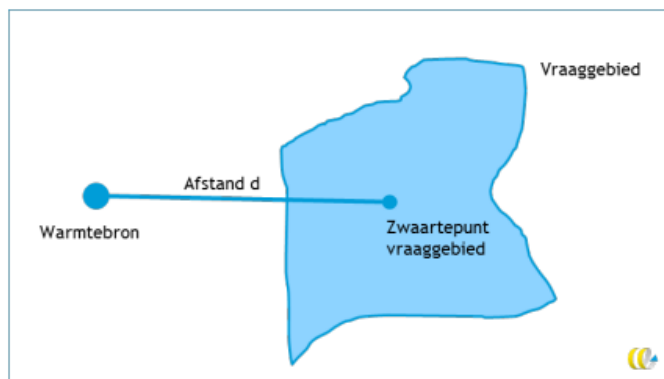 Vraaggebied
Afstand d
Warmtebron
Zwaartepunt
vraaggebied